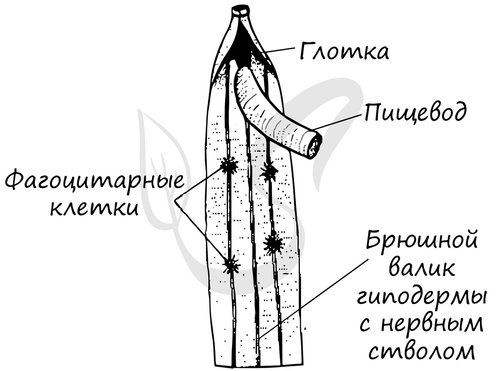 Глотка
Пищевод
Фагоцитарные
клетки
Брюшной
валик
гиподермы
с нервным
стволом